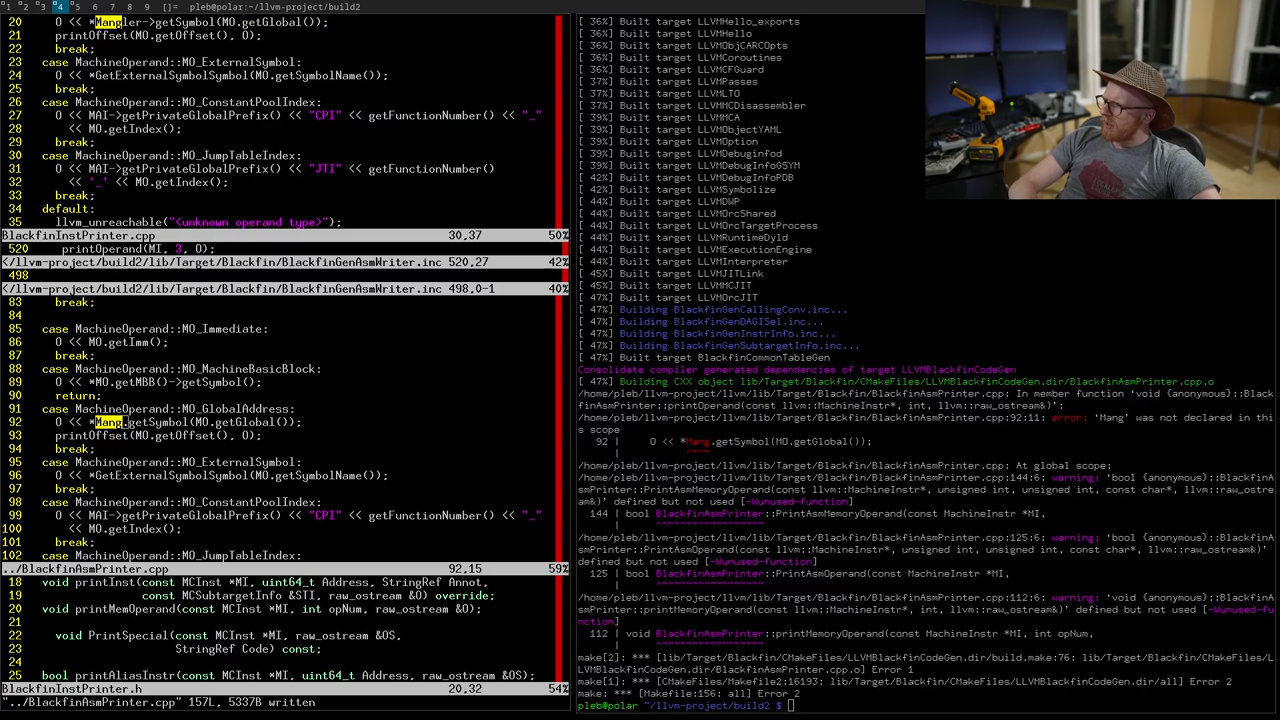 1 2 3 4 5 6 7 8 9 []= pleb@polar:~/llvm-project/build2
20 O << *Mangler->getSymbol(MO.getGlobal());
21 printOffset(MO.getOffset(), O);
22 break;
23 case MachineOperand::MO_ExternalSymbol:
24 O << *GetExternalSymbolSymbol(MO.getSymbolName());
25 break;
26 case MachineOperand::MO_ConstantPoolIndex:
27 O << MAI->getPrivateGlobalPrefix() << "CPI" << getFunctionNumber() << "_"
28 << MO.getIndex();
29 break;
30 case MachineOperand::MO_JumpTableIndex:
31 O << MAI->getPrivateGlobalPrefix() << "JTI" << getFunctionNumber()
32 << '_' << MO.getIndex();
33 break;
34 default:
35 llvm_unreachable("<unknown operand type>");
BlackfinInstPrinter.cpp 30,37 50%
520 printOperand(MI, 3, O);
</llvm-project/build2/lib/Target/Blackfin/BlackfinGenAsmWriter.inc 520,27 42%
498
</llvm-project/build2/lib/Target/Blackfin/BlackfinGenAsmWriter.inc 498,0-1 40%
83 break;
84
85 case MachineOperand::MO_Immediate:
86 O << MO.getImm();
87 break;
88 case MachineOperand::MO_MachineBasicBlock:
89 O << *MO.getMBB()->getSymbol();
90 return;
91 case MachineOperand::MO_GlobalAddress:
92 O << *Mang.getSymbol(MO.getGlobal());
93 printOffset(MO.getOffset(), O);
94 break;
95 case MachineOperand::MO_ExternalSymbol:
96 O << *GetExternalSymbolSymbol(MO.getSymbolName());
97 break;
98 case MachineOperand::MO_ConstantPoolIndex:
99 O << MAI->getPrivateGlobalPrefix() << "CPI" << getFunctionNumber() << "_"
100 << MO.getIndex();
101 break;
102 case MachineOperand::MO_JumpTableIndex:
../BlackfinAsmPrinter.cpp 92,15 59%
18 void printInst(const MCInst *MI, uint64_t Address, StringRef Annot,
19 const MCSubtargetInfo &STI, raw_ostream &O) override;
20 void printMemOperand(const MCInst *MI, int opNum, raw_ostream &O);
21
22 void PrintSpecial(const MCInst *MI, raw_ostream &OS,
23 StringRef Code) const;
24
25 bool printAliasInstr(const MCInst *MI, uint64_t Address, raw_ostream &OS);
BlackfinInstPrinter.h 20,32 54%
"../BlackfinAsmPrinter.cpp" 157L, 5337B written
[ 36%] Built target LLVMHello_exports
[ 36%] Built target LLVMHello
[ 36%] Built target LLVMObjCARCOpts
[ 36%] Built target LLVMCoroutines
[ 36%] Built target LLVMCFGuard
[ 37%] Built target LLVMPasses
[ 37%] Built target LLVMLTO
[ 37%] Built target LLVMMCDisassembler
[ 39%] Built target LLVMMCA
[ 39%] Built target LLVMObjectYAML
[ 39%] Built target LLVMOption
[ 39%] Built target LLVMDebuginfod
[ 39%] Built target LLVMDebugInfoGSYM
[ 42%] Built target LLVMDebugInfoPDB
[ 42%] Built target LLVMSymbolize
[ 44%] Built target LLVMDWP
[ 44%] Built target LLVMOrcShared
[ 44%] Built target LLVMOrcTargetProcess
[ 44%] Built target LLVMRuntimeDyld
[ 44%] Built target LLVMExecutionEngine
[ 44%] Built target LLVMInterpreter
[ 45%] Built target LLVMJITLink
[ 47%] Built target LLVMMCJIT
[ 47%] Built target LLVMOrcJIT
[ 47%] Building BlackfinGenCallingConv.inc...
[ 47%] Building BlackfinGenDAGISel.inc...
[ 47%] Building BlackfinGenInstrInfo.inc...
[ 47%] Building BlackfinGenSubtargetInfo.inc...
[ 47%] Built target BlackfinCommonTableGen
Consolidate compiler generated dependencies of target LLVMBlackfinCodeGen
[ 47%] Building CXX object lib/Target/Blackfin/CMakeFiles/LLVMBlackfinCodeGen.dir/BlackfinAsmPrinter.cpp.o
/home/pleb/llvm-project/llvm/lib/Target/Blackfin/BlackfinAsmPrinter.cpp: In member function 'void {anonymous}::Black
finAsmPrinter::printOperand(const llvm::MachineInstr*, int, llvm::raw_ostream&)':
/home/pleb/llvm-project/llvm/lib/Target/Blackfin/BlackfinAsmPrinter.cpp:92:11: error: 'Mang' was not declared in thi
s scope
92 | O << *Mang.getSymbol(MO.getGlobal());
| ^~~~
/home/pleb/llvm-project/llvm/lib/Target/Blackfin/BlackfinAsmPrinter.cpp: At global scope:
/home/pleb/llvm-project/llvm/lib/Target/Blackfin/BlackfinAsmPrinter.cpp:144:6: warning: 'bool {anonymous}::BlackfinA
smPrinter::PrintAsmMemoryOperand(const llvm::MachineInstr*, unsigned int, unsigned int, const char*, llvm::raw_ostre
am&)' defined but not used [-Wunused-function]
144 | bool BlackfinAsmPrinter::PrintAsmMemoryOperand(const MachineInstr *MI,
| ^~~~~~~~~~~~~~~~~~
/home/pleb/llvm-project/llvm/lib/Target/Blackfin/BlackfinAsmPrinter.cpp:125:6: warning: 'bool {anonymous}::BlackfinA
smPrinter::PrintAsmOperand(const llvm::MachineInstr*, unsigned int, unsigned int, const char*, llvm::raw_ostream&)'
defined but not used [-Wunused-function]
125 | bool BlackfinAsmPrinter::PrintAsmOperand(const MachineInstr *MI,
| ^~~~~~~~~~~~~~~~~~
/home/pleb/llvm-project/llvm/lib/Target/Blackfin/BlackfinAsmPrinter.cpp:112:6: warning: 'void {anonymous}::BlackfinA
smPrinter::printMemoryOperand(const llvm::MachineInstr*, int, llvm::raw_ostream&)' defined but not used [-Wunused-fu
nction]
112 | void BlackfinAsmPrinter::printMemoryOperand(const MachineInstr *MI, int opNum,
| ^~~~~~~~~~~~~~~~~~
make[2]: *** [lib/Target/Blackfin/CMakeFiles/LLVMBlackfinCodeGen.dir/build.make:76: lib/Target/Blackfin/CMakeFiles/L
LVMBlackfinCodeGen.dir/BlackfinAsmPrinter.cpp.o] Error 1
make[1]: *** [CMakeFiles/Makefile2:16193: lib/Target/Blackfin/CMakeFiles/LLVMBlackfinCodeGen.dir/all] Error 2
make: *** [Makefile:156: all] Error 2
pleb@polar ~/llvm-project/build2 $